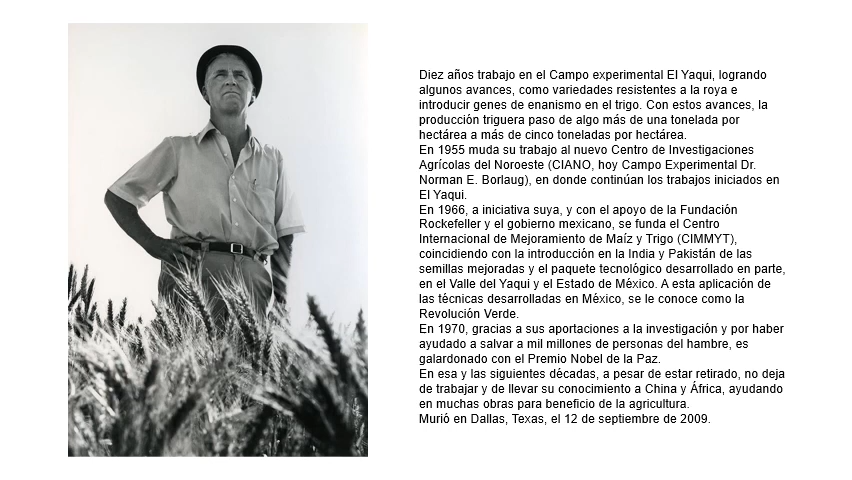 Diez años trabajo en el Campo experimental El Yaqui, logrando
algunos avances, como variedades resistentes a la roya e
introducir genes de enanismo en el trigo. Con estos avances, la
producción triguera paso de algo más de una tonelada por
hectárea a más de cinco toneladas por hectárea.
En 1955 muda su trabajo al nuevo Centro de Investigaciones
Agrícolas del Noroeste (CIANO, hoy Campo Experimental Dr.
Norman E. Borlaug), en donde continúan los trabajos iniciados en
El Yaqui.
En 1966, a iniciativa suya, y con el apoyo de la Fundación
Rockefeller y el gobierno mexicano, se funda el Centro
Internacional de Mejoramiento de Maíz y Trigo (CIMMYT),
coincidiendo con la introducción en la India y Pakistán de las
semillas mejoradas y el paquete tecnológico desarrollado en parte,
en el Valle del Yaqui y el Estado de México. A esta aplicación de
las técnicas desarrolladas en México, se le conoce como la
Revolución Verde.
En 1970, gracias a sus aportaciones a la investigación y por haber
ayudado a salvar a mil millones de personas del hambre, es
galardonado con el Premio Nobel de la Paz.
En esa y las siguientes décadas, a pesar de estar retirado, no deja
de trabajar y de llevar su conocimiento a China y África, ayudando
en muchas obras para beneficio de la agricultura.
Murió en Dallas, Texas, el 12 de septiembre de 2009.